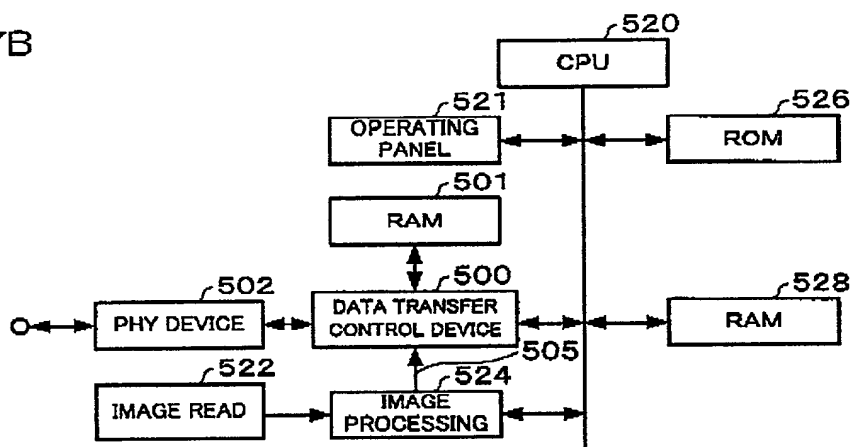 520
CPU
521
OPERATING
PANEL
526
ROM
501
RAM
502
PHY DEVICE
500
DATA TRANSFER
CONTROL DEVICE
528
RAM
505
522
IMAGE READ
524
IMAGE
PROCESSING